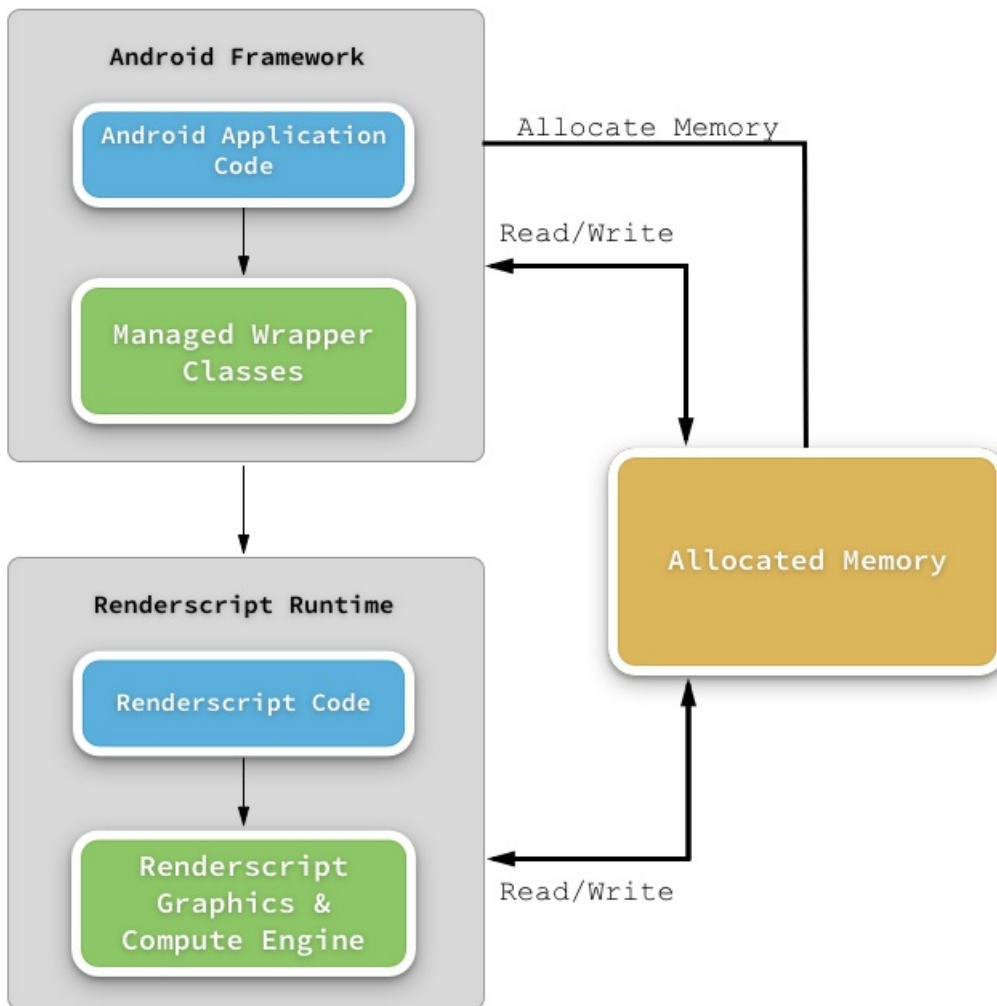 Android Framework
Android Application
Code
Allocate Memory
Read/Write
Managed Wrapper
Classes
Allocated Memory
Renderscript Runtime
Renderscript Code
Renderscript
Graphics &
Compute Engine
Read/Write